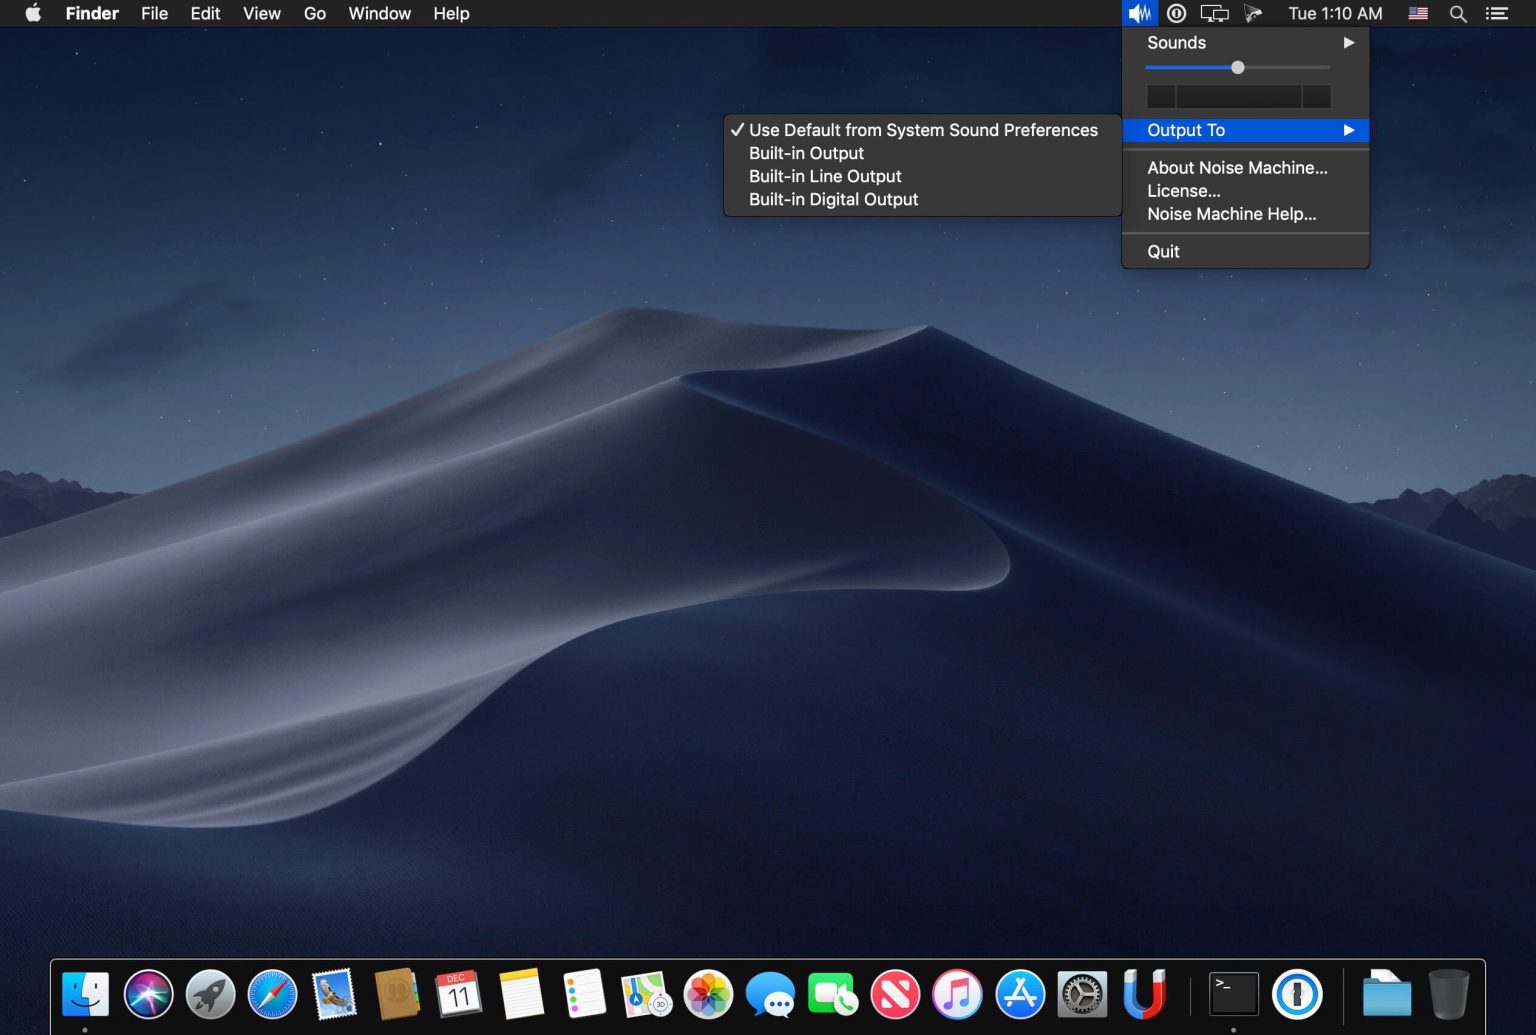 Finder File Edit View Go Window Help Tue 1:10 AM
Sounds
Output To
✓ Use Default from System Sound Preferences
Built-in Output
Built-in Line Output
Built-in Digital Output
About Noise Machine...
License...
Noise Machine Help...
Quit
DEC
11
3D
>_